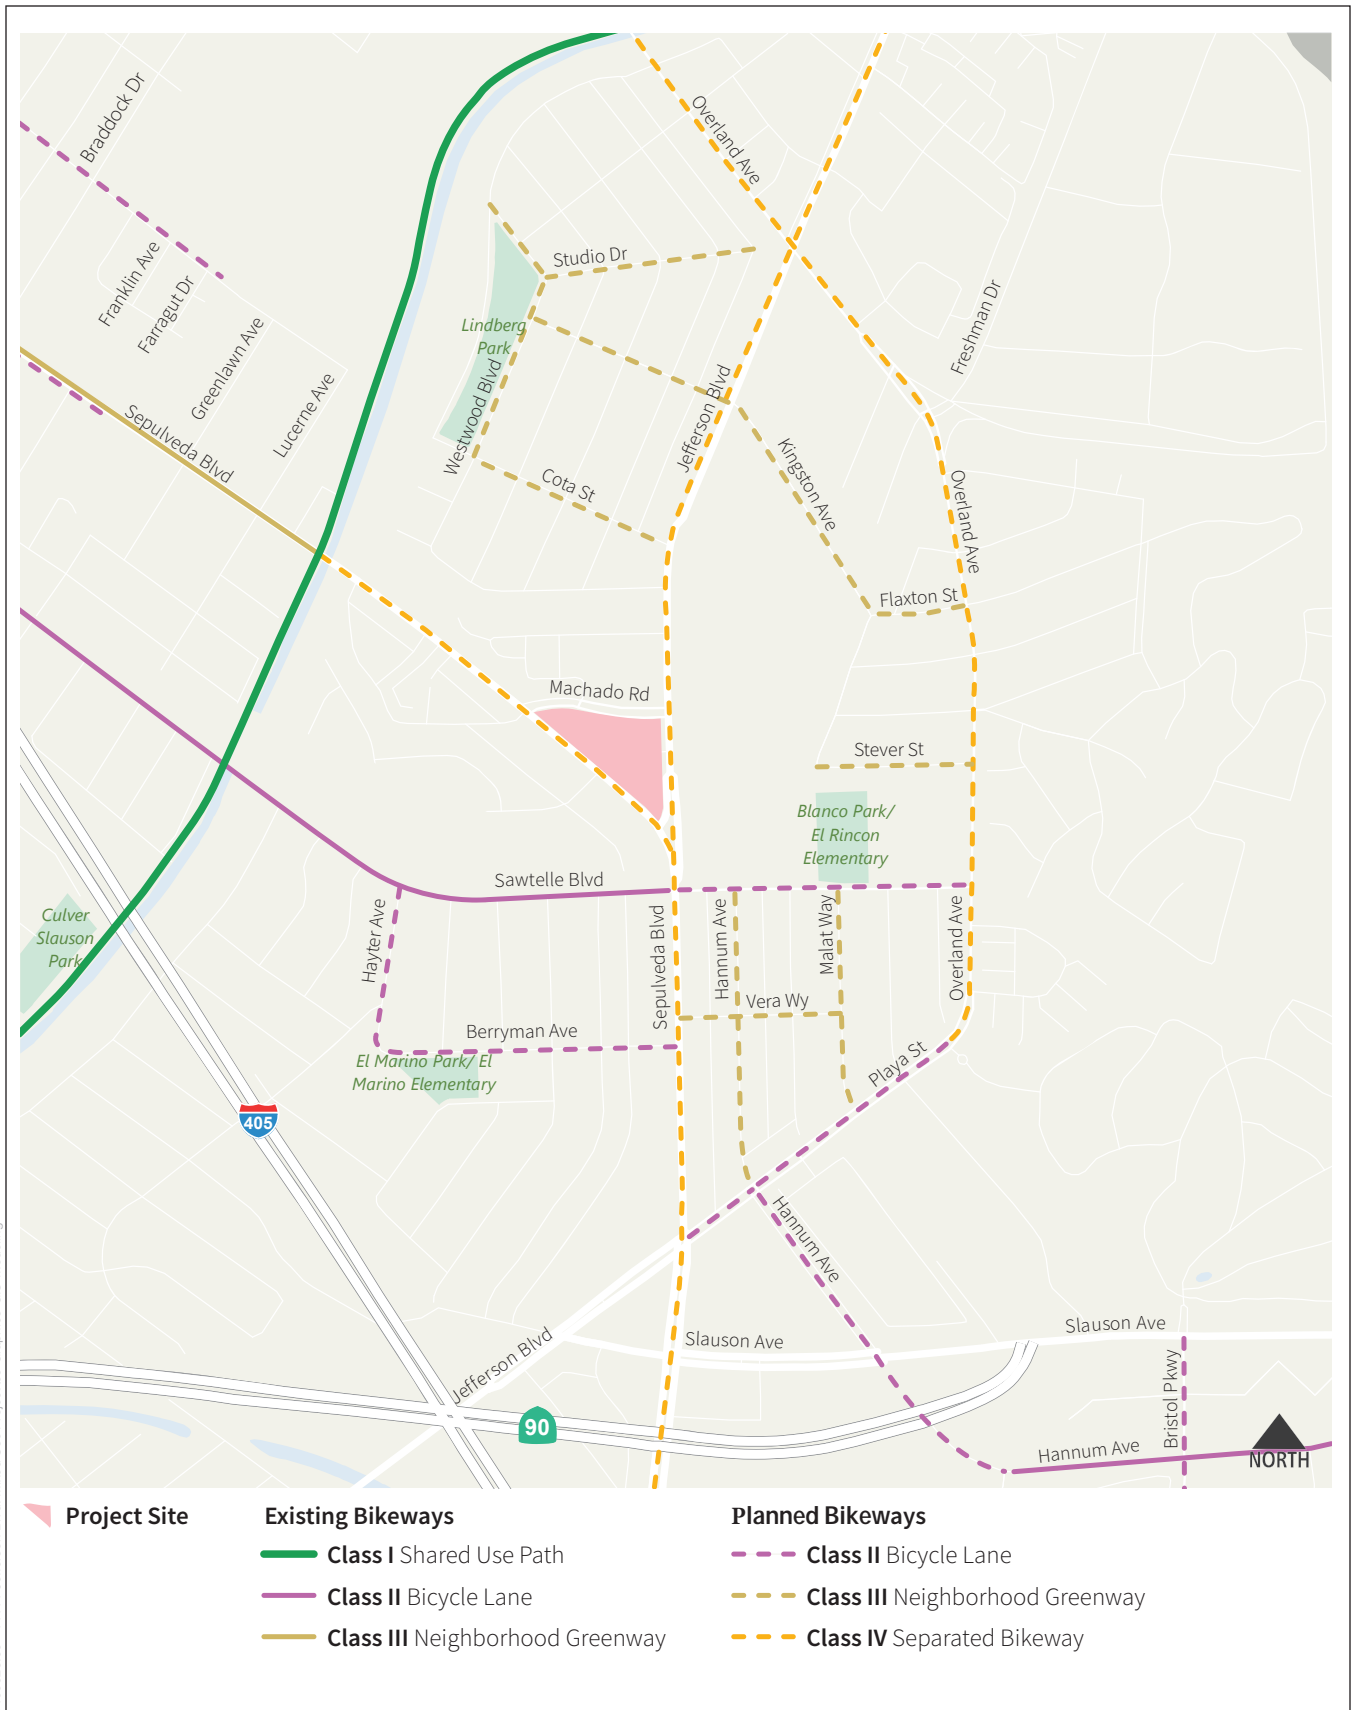 Braddock Dr
Overland Ave
Franklin Ave
Farragut Dr
Studio Dr
Greenlawn Ave
Lindberg
Park
Freshman Dr
Lucerne Ave
Sepulveda Blvd
Westwood Blvd
Jefferson Blvd
Cota St
Kingston Ave
Overland Ave
Flaxton St
Machado Rd
Stever St
Blanco Park/
El Rincon
Elementary
Sawtelle Blvd
Culver
Slauson
Park
Hayter Ave
Sepulveda Blvd
Hannum Ave
Malat Way
Overland Ave
Vera Wy
Berryman Ave
El Marino Park/ El
Marino Elementary
Playa St
405
Hannum Ave
Jefferson Blvd
Slauson Ave
Slauson Ave
Bristol Pkwy
90
Hannum Ave
NORTH
Project Site
Existing Bikeways
Class I Shared Use Path
Class II Bicycle Lane
Class III Neighborhood Greenway
Planned Bikeways
Class II Bicycle Lane
Class III Neighborhood Greenway
Class IV Separated Bikeway